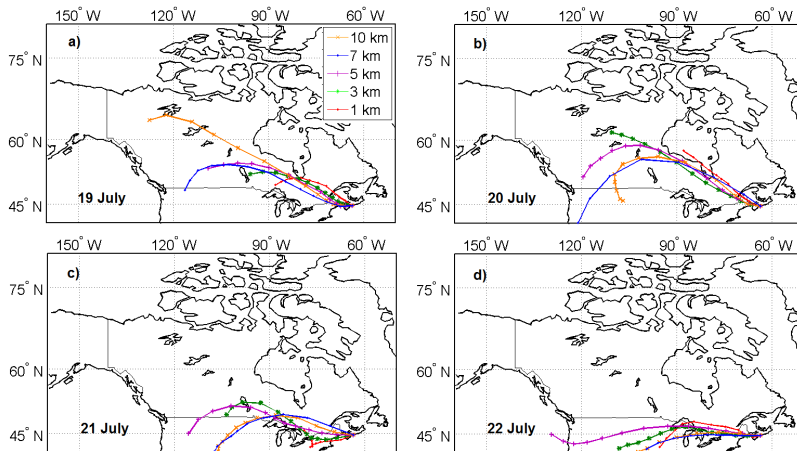 150° W 120° W 90° W 60° W
150° W 120° W 90° W 60° W
a)
10 km
7 km
5 km
3 km
1 km
75° N
60° N
45° N
19 July
b)
75° N
60° N
45° N
20 July
150° W 120° W 90° W 60° W
150° W 120° W 90° W 60° W
c)
75° N
60° N
45° N
21 July
d)
75° N
60° N
45° N
22 July